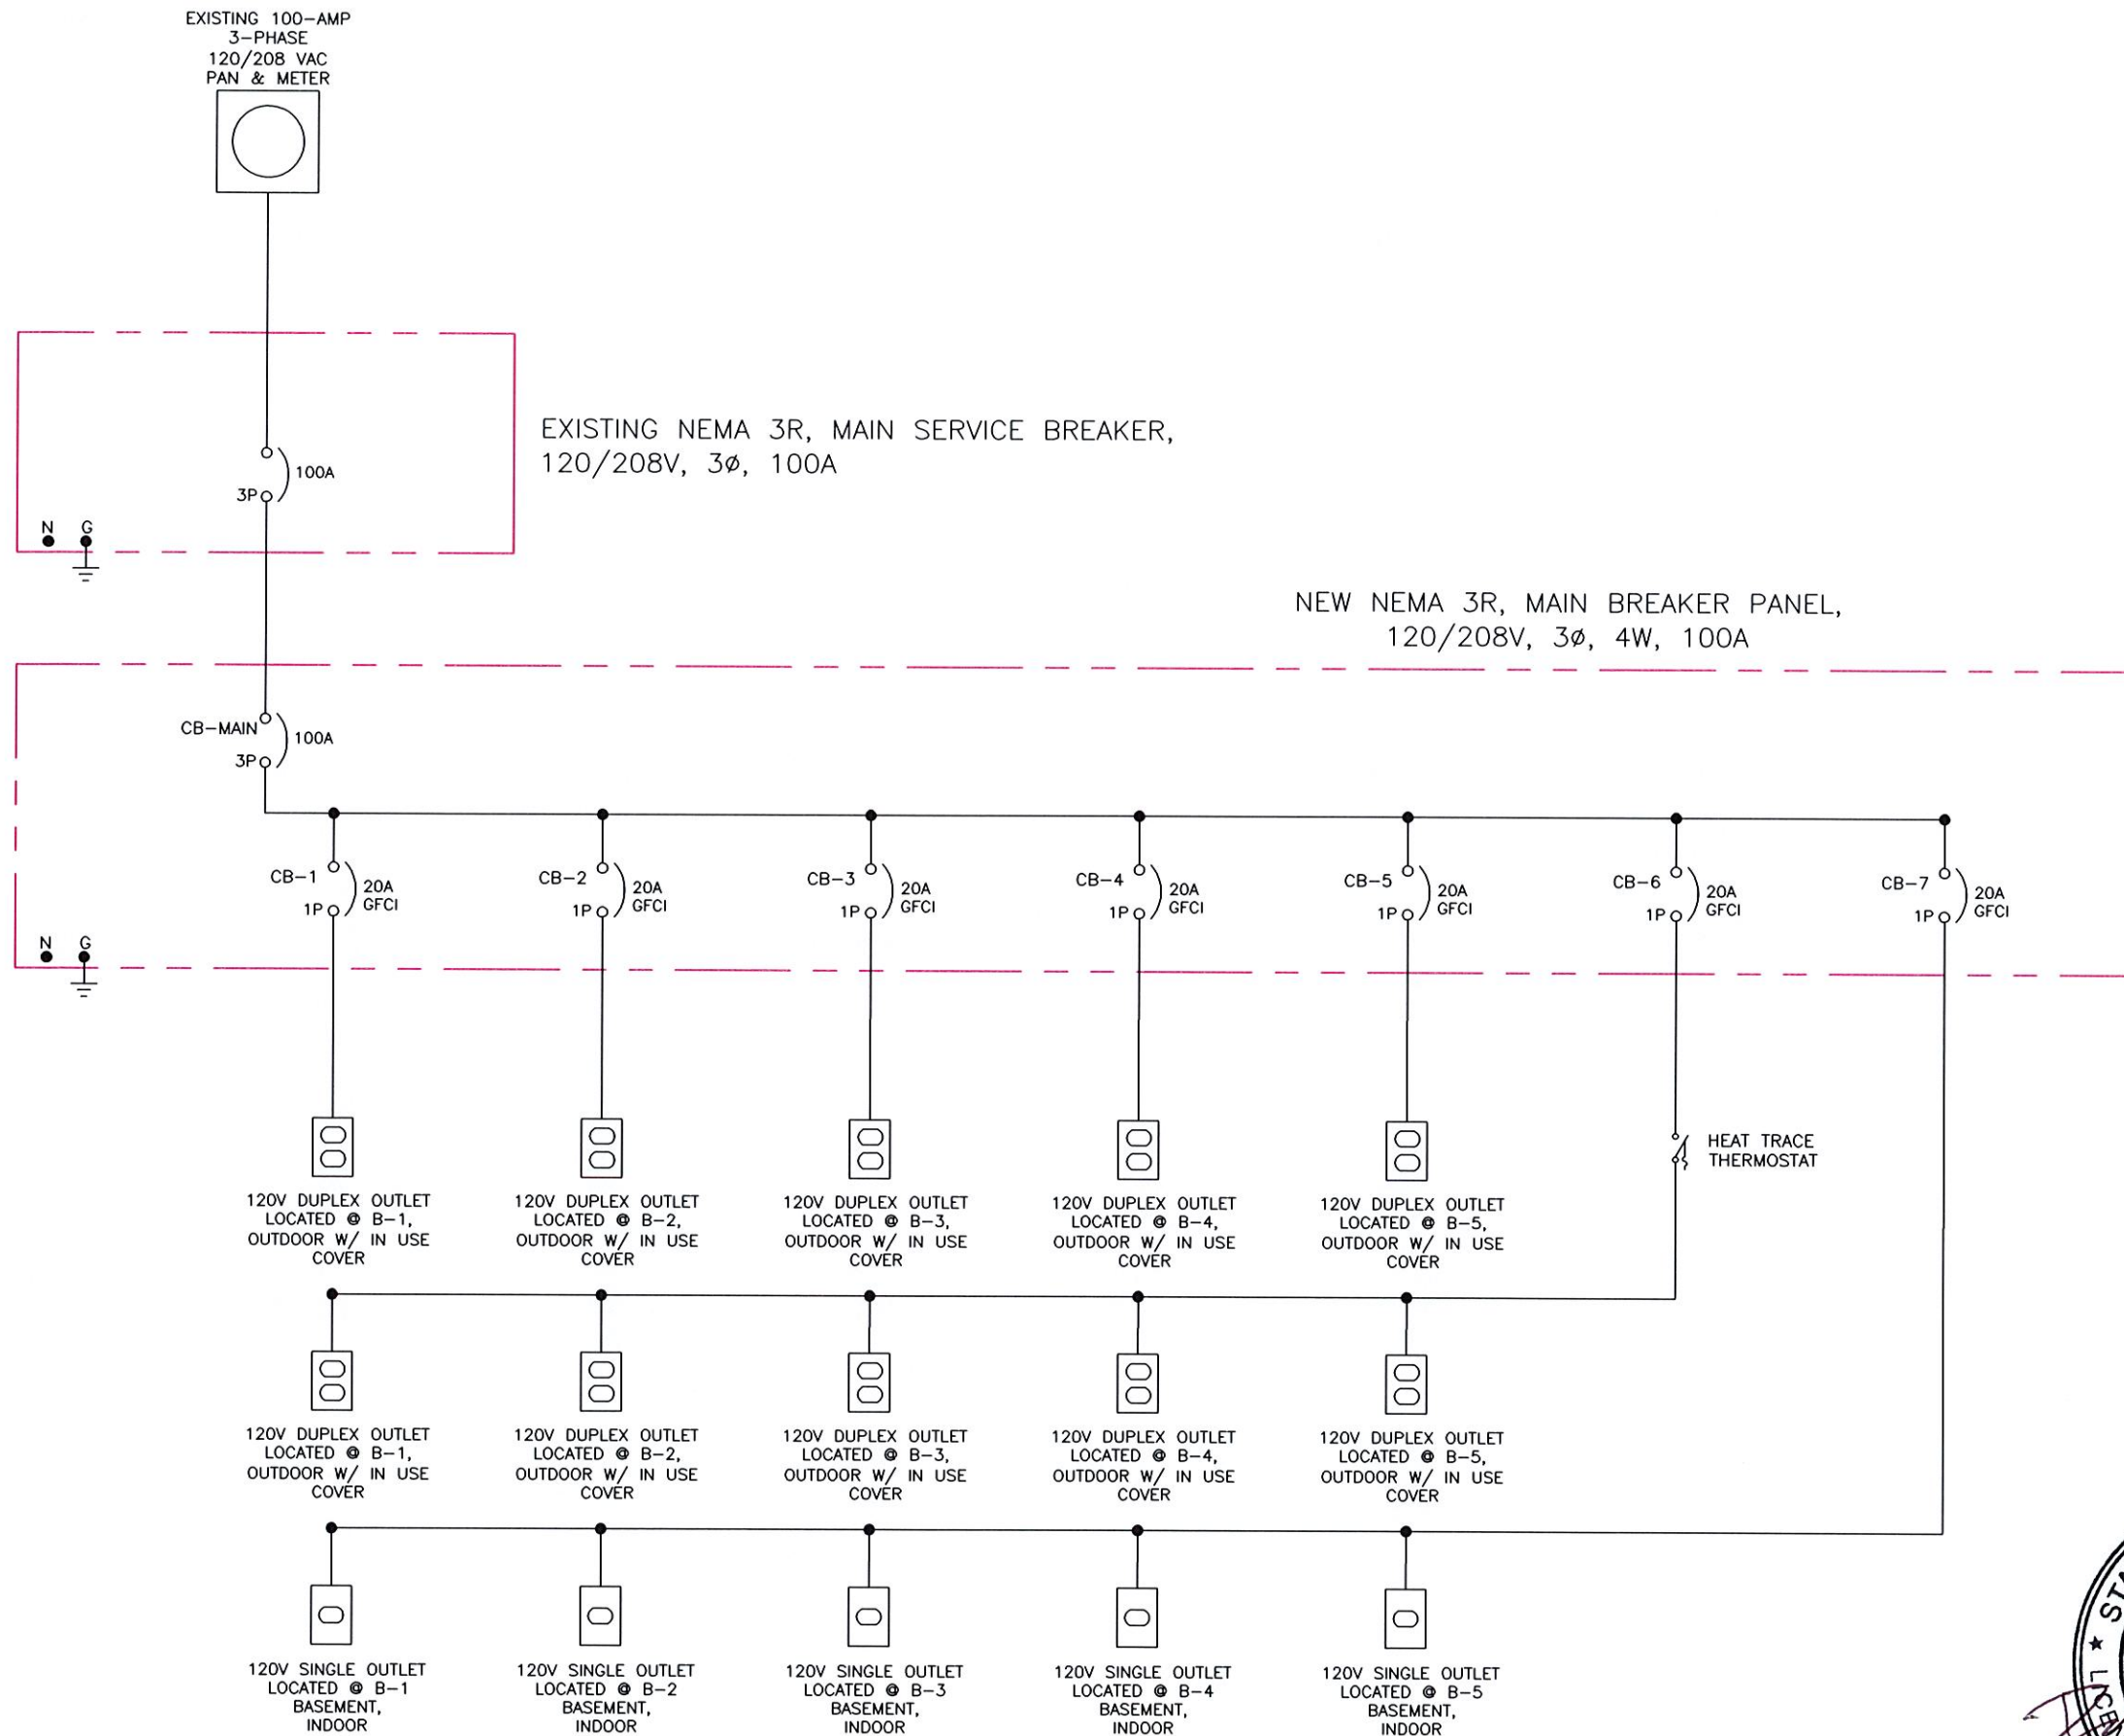 EXISTING 100-AMP
3-PHASE
120/208 VAC
PAN & METER
EXISTING NEMA 3R, MAIN SERVICE BREAKER,
120/208V, 3ø, 100A
100A
3P
N G
NEW NEMA 3R, MAIN BREAKER PANEL,
120/208V, 3ø, 4W, 100A
CB-MAIN
100A
3P
CB-1
20A
GFCI
1P
CB-2
20A
GFCI
1P
CB-3
20A
GFCI
1P
CB-4
20A
GFCI
1P
CB-5
20A
GFCI
1P
CB-6
20A
GFCI
1P
CB-7
20A
GFCI
1P
N G
120V DUPLEX OUTLET
LOCATED @ B-1,
OUTDOOR W/ IN USE
COVER
120V DUPLEX OUTLET
LOCATED @ B-2,
OUTDOOR W/ IN USE
COVER
120V DUPLEX OUTLET
LOCATED @ B-3,
OUTDOOR W/ IN USE
COVER
120V DUPLEX OUTLET
LOCATED @ B-4,
OUTDOOR W/ IN USE
COVER
120V DUPLEX OUTLET
LOCATED @ B-5,
OUTDOOR W/ IN USE
COVER
HEAT TRACE
THERMOSTAT
120V DUPLEX OUTLET
LOCATED @ B-1,
OUTDOOR W/ IN USE
COVER
120V DUPLEX OUTLET
LOCATED @ B-2,
OUTDOOR W/ IN USE
COVER
120V DUPLEX OUTLET
LOCATED @ B-3,
OUTDOOR W/ IN USE
COVER
120V DUPLEX OUTLET
LOCATED @ B-4,
OUTDOOR W/ IN USE
COVER
120V DUPLEX OUTLET
LOCATED @ B-5,
OUTDOOR W/ IN USE
COVER
120V SINGLE OUTLET
LOCATED @ B-1
BASEMENT,
INDOOR
120V SINGLE OUTLET
LOCATED @ B-2
BASEMENT,
INDOOR
120V SINGLE OUTLET
LOCATED @ B-3
BASEMENT,
INDOOR
120V SINGLE OUTLET
LOCATED @ B-4
BASEMENT,
INDOOR
120V SINGLE OUTLET
LOCATED @ B-5
BASEMENT,
INDOOR